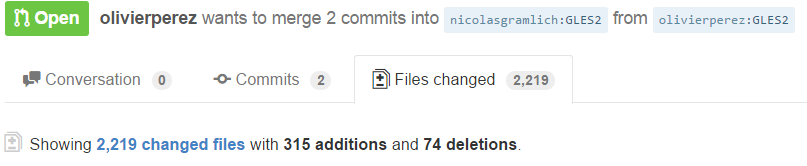 Open olivierperez wants to merge 2 commits into nicolasgramlich:GLES2 from olivierperez:GLES2
Conversation 0 Commits 2 Files changed 2,219
Showing 2,219 changed files with 315 additions and 74 deletions.